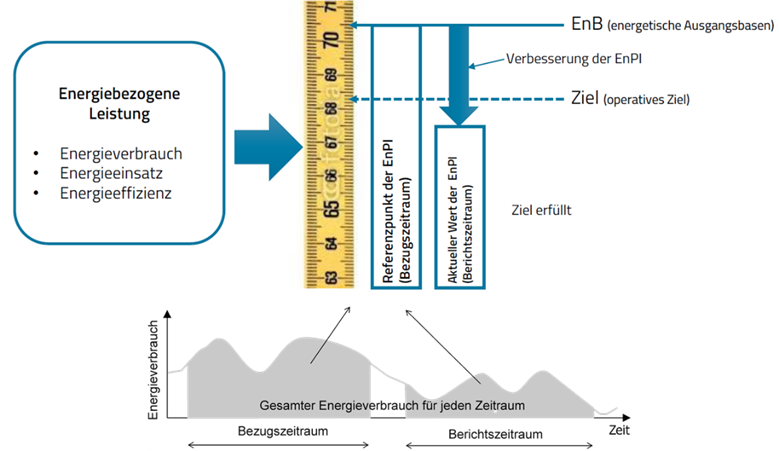 EnB (energetische Ausgangsbasen)
Verbesserung der EnPI
Ziel (operatives Ziel)
Energiebezogene
Leistung
• Energieverbrauch
• Energieeinsatz
• Energieeffizienz
71
70
69
68
67
66
65
64
63
Referenzpunkt der EnPI
(Bezugszeitraum)
Aktueller Wert der EnPI
(Berichtszeitraum)
Ziel erfüllt
Energieverbrauch
Gesamter Energieverbrauch für jeden Zeitraum
Zeit
Bezugszeitraum
Berichtszeitraum